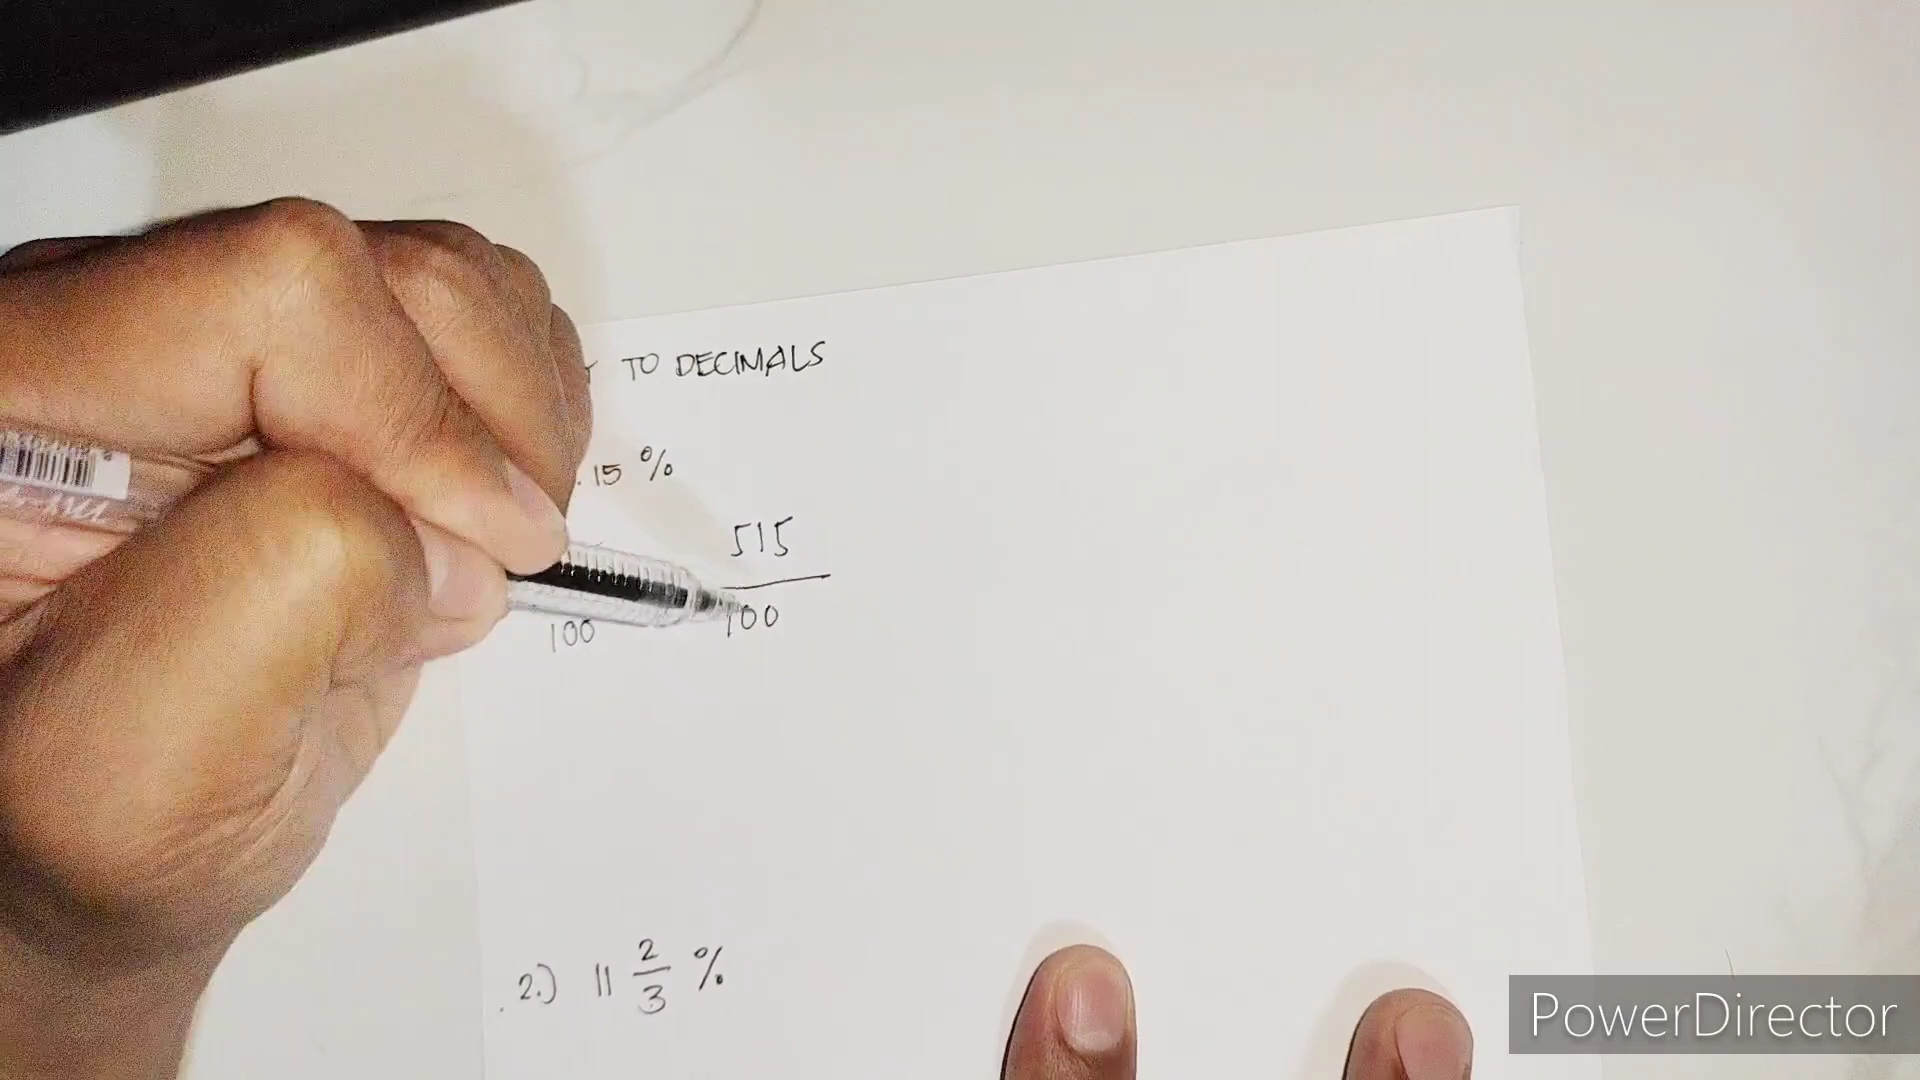 TO DECIMALS
.15 %
515
100 100
2.) 11 2/3 %
PowerDirector